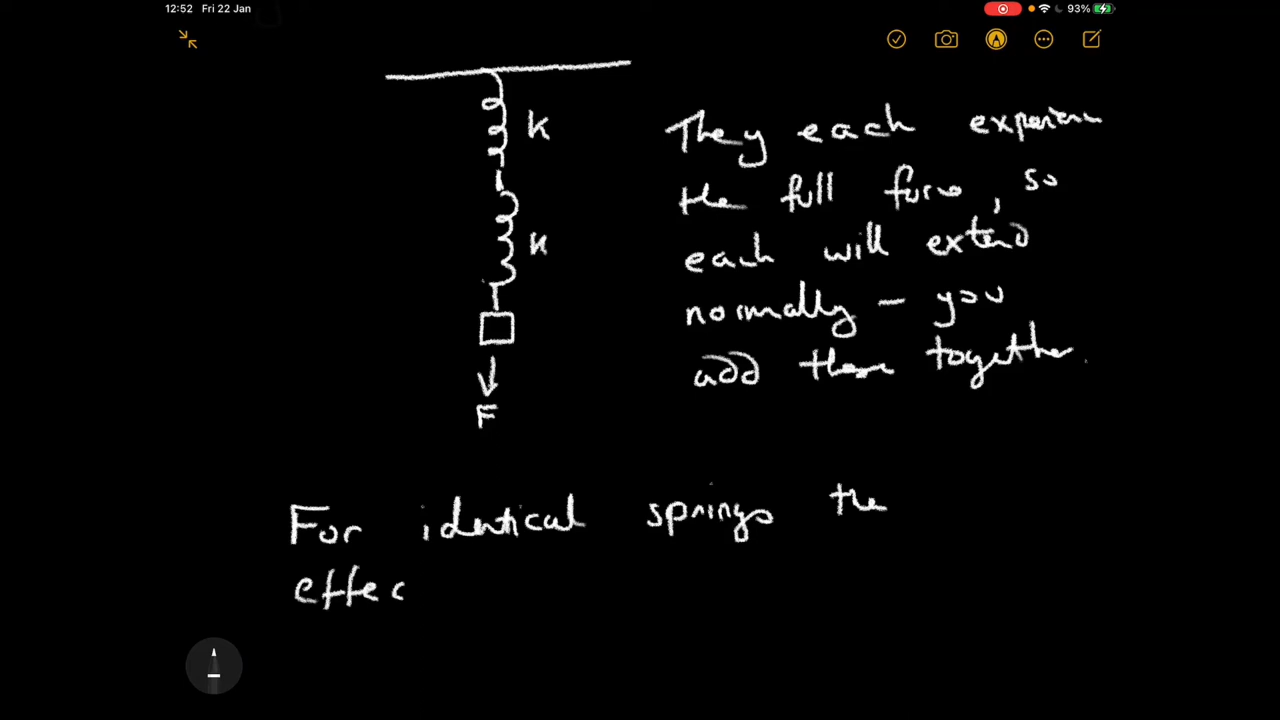 12:52 Fri 22 Jan
93%
k
They each experience
the full force, so
k
each will extend
normally – you
add these together.
F
For identical springs the
effec